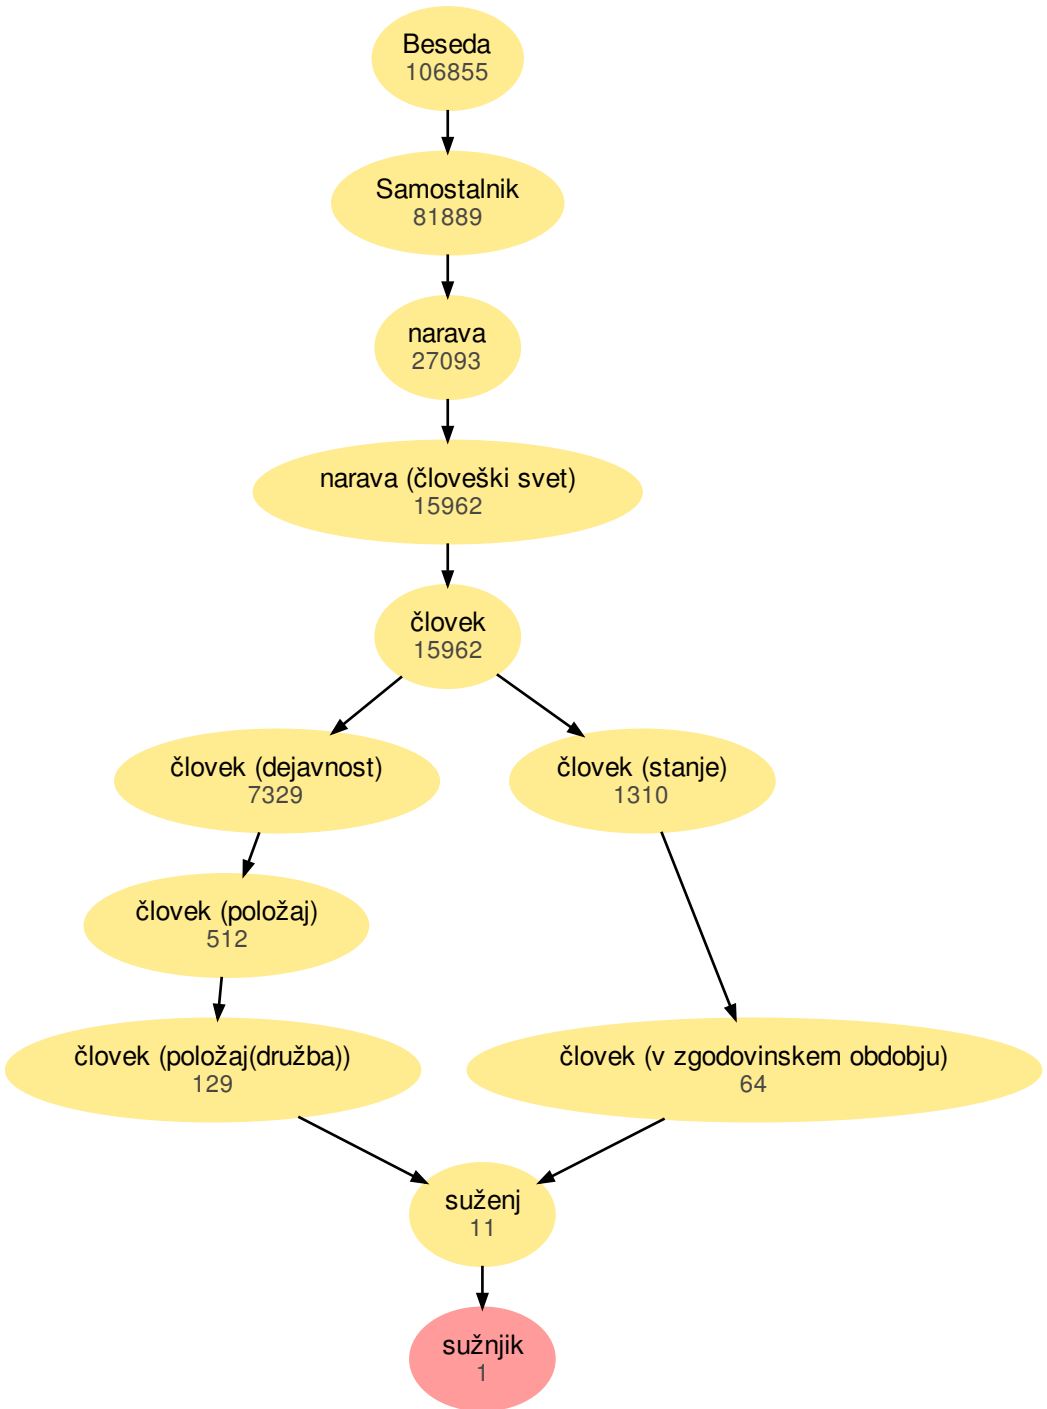 Beseda
106855
Samostalnik
81889
narava
27093
narava (človeški svet)
15962
človek
15962
človek (dejavnost)
7329
človek (stanje)
1310
človek (položaj)
512
človek (položaj(družba))
129
človek (v zgodovinskem obdobju)
64
suženj
11
sužnjik
1